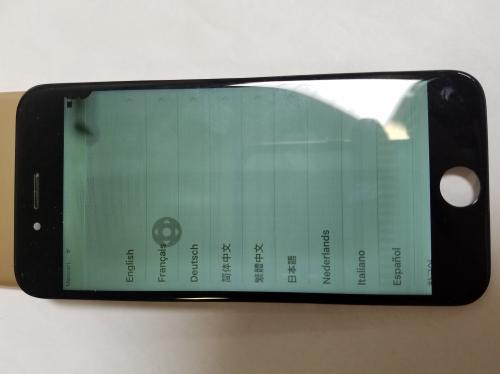 English
Français
Deutsch
简体中文
繁體中文
日本語
Nederlands
Italiano
Español